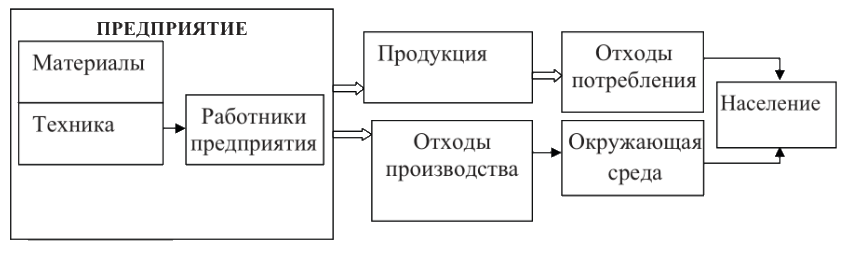 ПРЕДПРИЯТИЕ
Материалы
Техника
Работники
предприятия
Продукция
Отходы
производства
Отходы
потребления
Окружающая
среда
Население